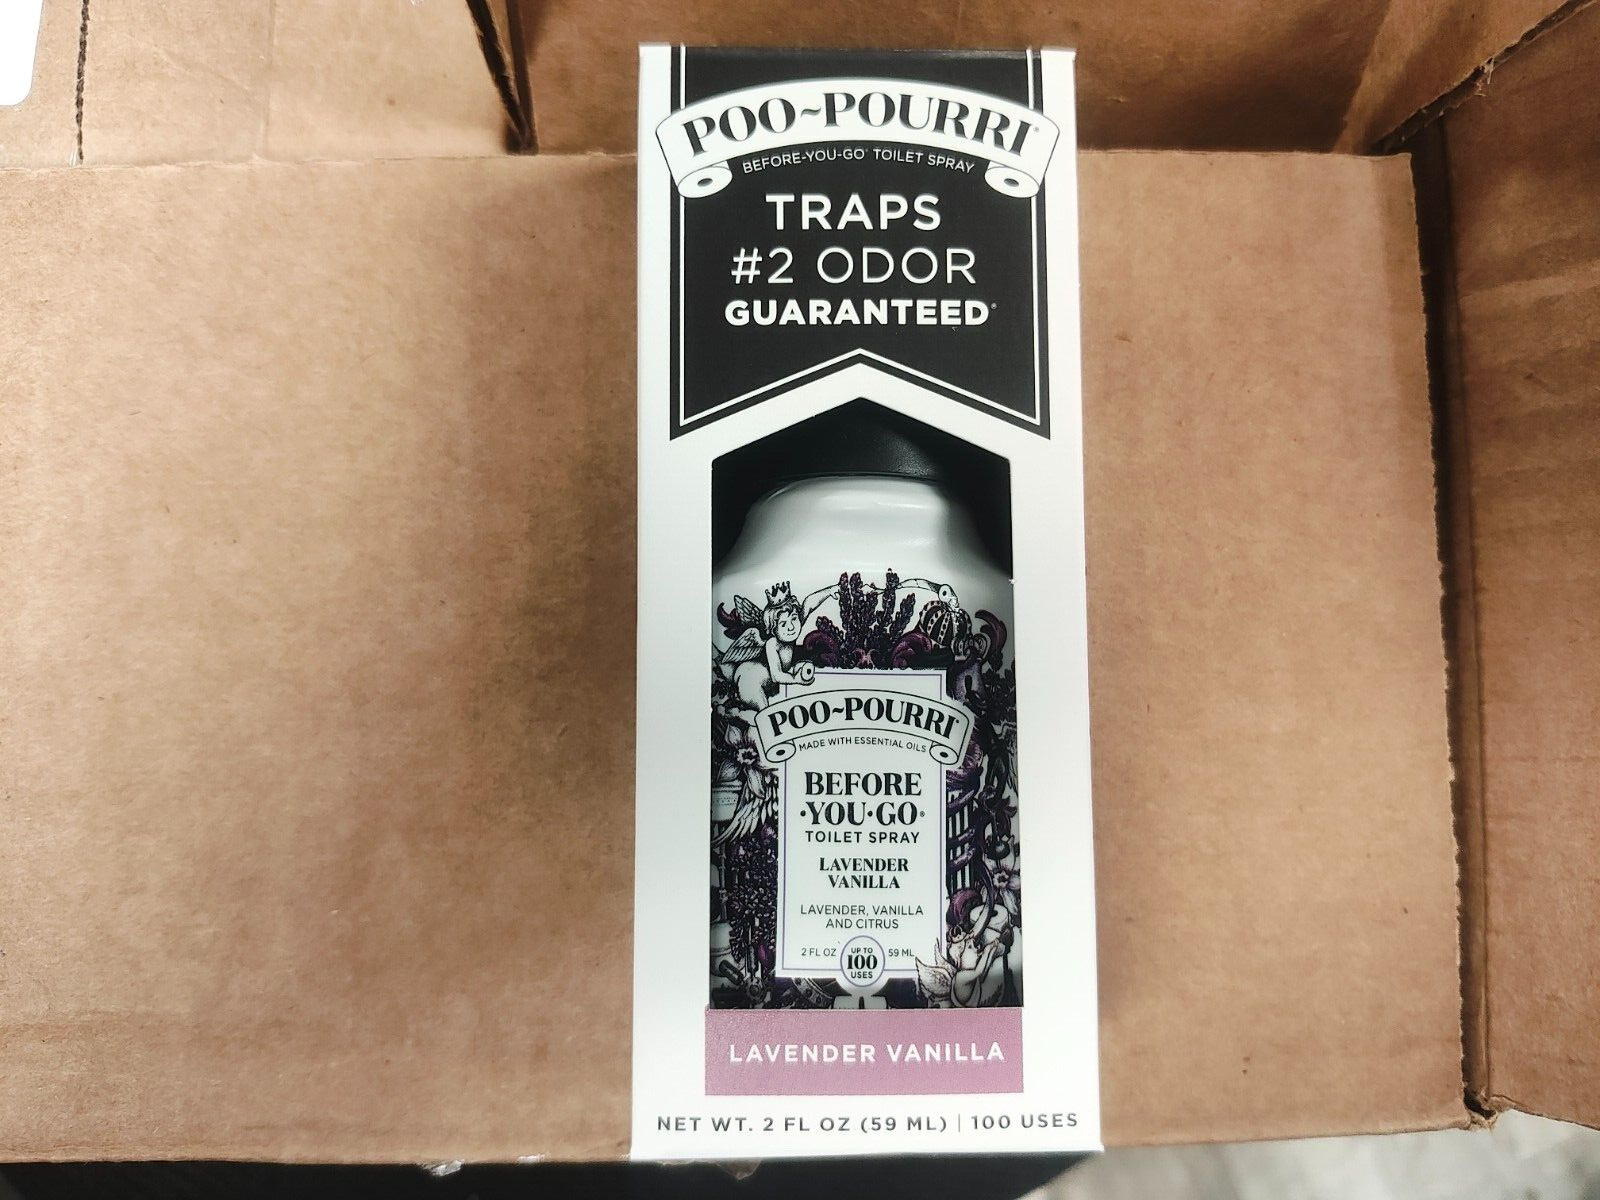 POO~POURRI®
BEFORE-YOU-GO® TOILET SPRAY
TRAPS
#2 ODOR
GUARANTEED®
POO~POURRI®
MADE WITH ESSENTIAL OILS
BEFORE
·YOU·GO®
TOILET SPRAY
LAVENDER
VANILLA
LAVENDER, VANILLA
AND CITRUS
2 FL OZ UP TO 100 USES 59 ML
LAVENDER VANILLA
NET WT. 2 FL OZ (59 ML) | 100 USES